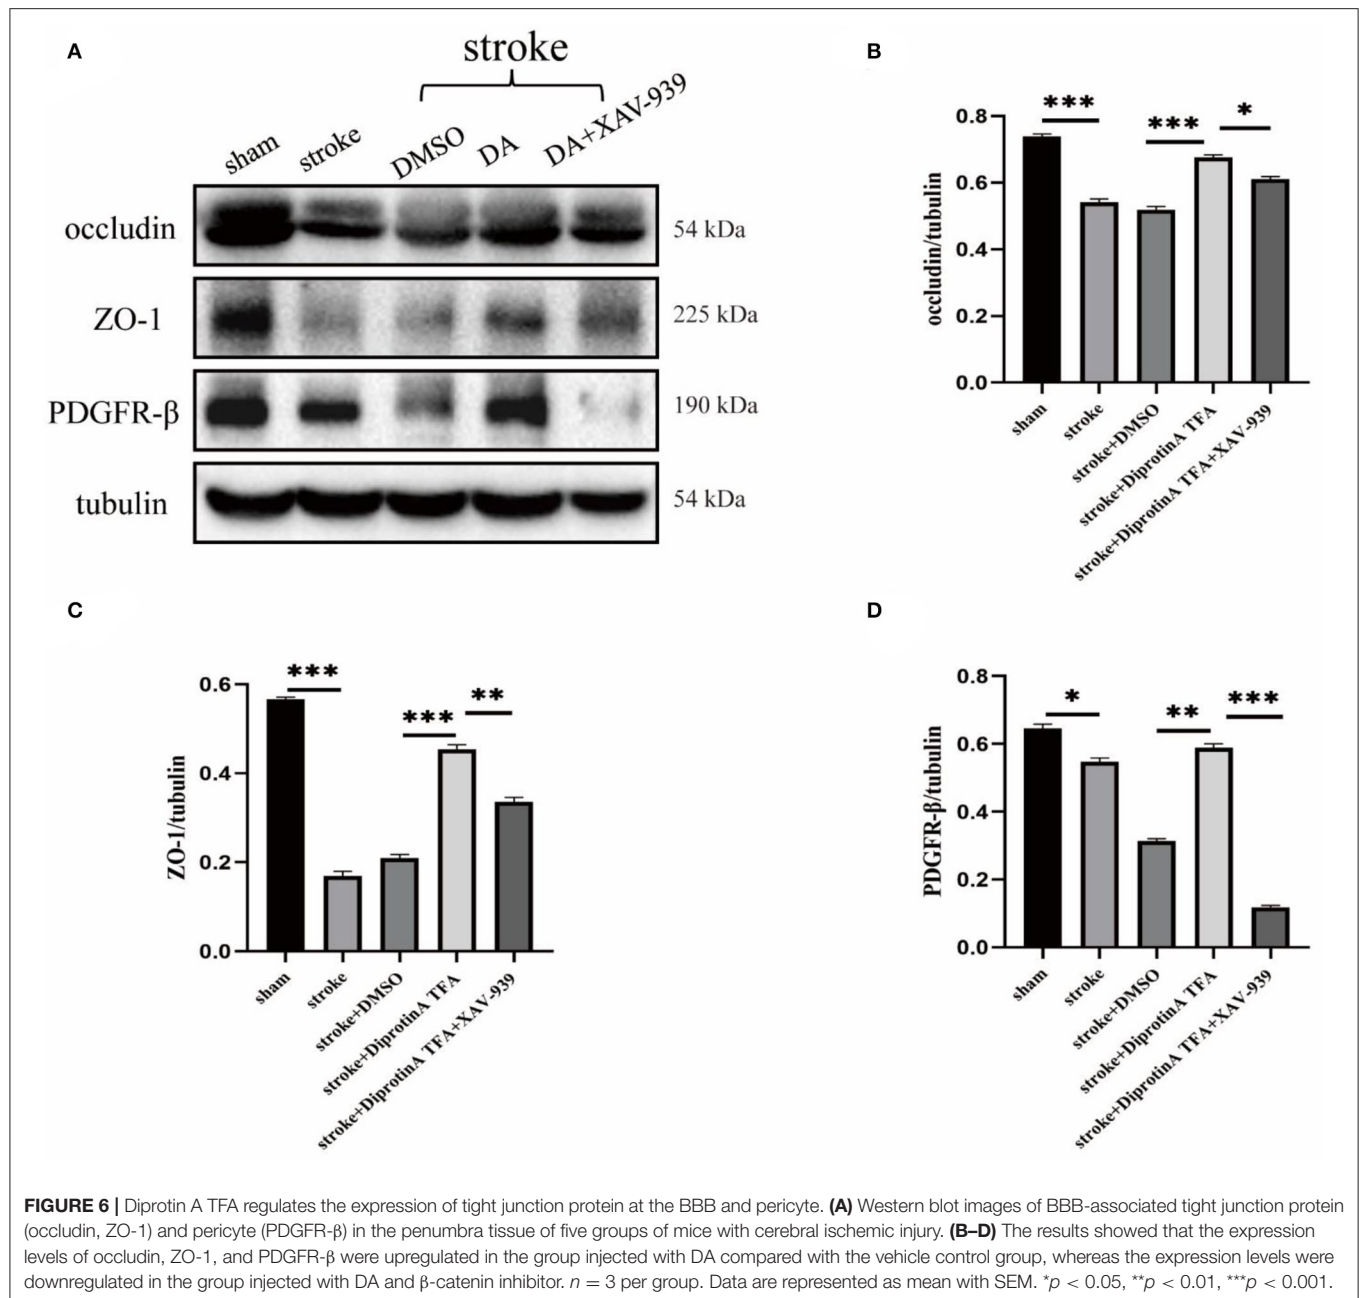 A
stroke
sham
stroke
DMSO
DA
DA+XAV-939
occludin
54 kDa
ZO-1
225 kDa
PDGFR-β
190 kDa
tubulin
54 kDa
B
occludin/tubulin
0.8
0.6
0.4
0.2
0.0
***
***
*
sham
stroke
stroke+DMSO
stroke+DiprotinA TFA
stroke+DiprotinA TFA+XAV-939
C
ZO-1/tubulin
0.6
0.4
0.2
0.0
***
***
**
sham
stroke
stroke+DMSO
stroke+DiprotinA TFA
stroke+DiprotinA TFA+XAV-939
D
PDGFR-β/tubulin
0.8
0.6
0.4
0.2
0.0
*
**
***
sham
stroke
stroke+DMSO
stroke+DiprotinA TFA
stroke+DiprotinA TFA+XAV-939
FIGURE 6 | Diprotin A TFA regulates the expression of tight junction protein at the BBB and pericyte. (A) Western blot images of BBB-associated tight junction protein
(occludin, ZO-1) and pericyte (PDGFR-β) in the penumbra tissue of five groups of mice with cerebral ischemic injury. (B–D) The results showed that the expression
levels of occludin, ZO-1, and PDGFR-β were upregulated in the group injected with DA compared with the vehicle control group, whereas the expression levels were
downregulated in the group injected with DA and β-catenin inhibitor. n = 3 per group. Data are represented as mean with SEM. *p < 0.05, **p < 0.01, ***p < 0.001.